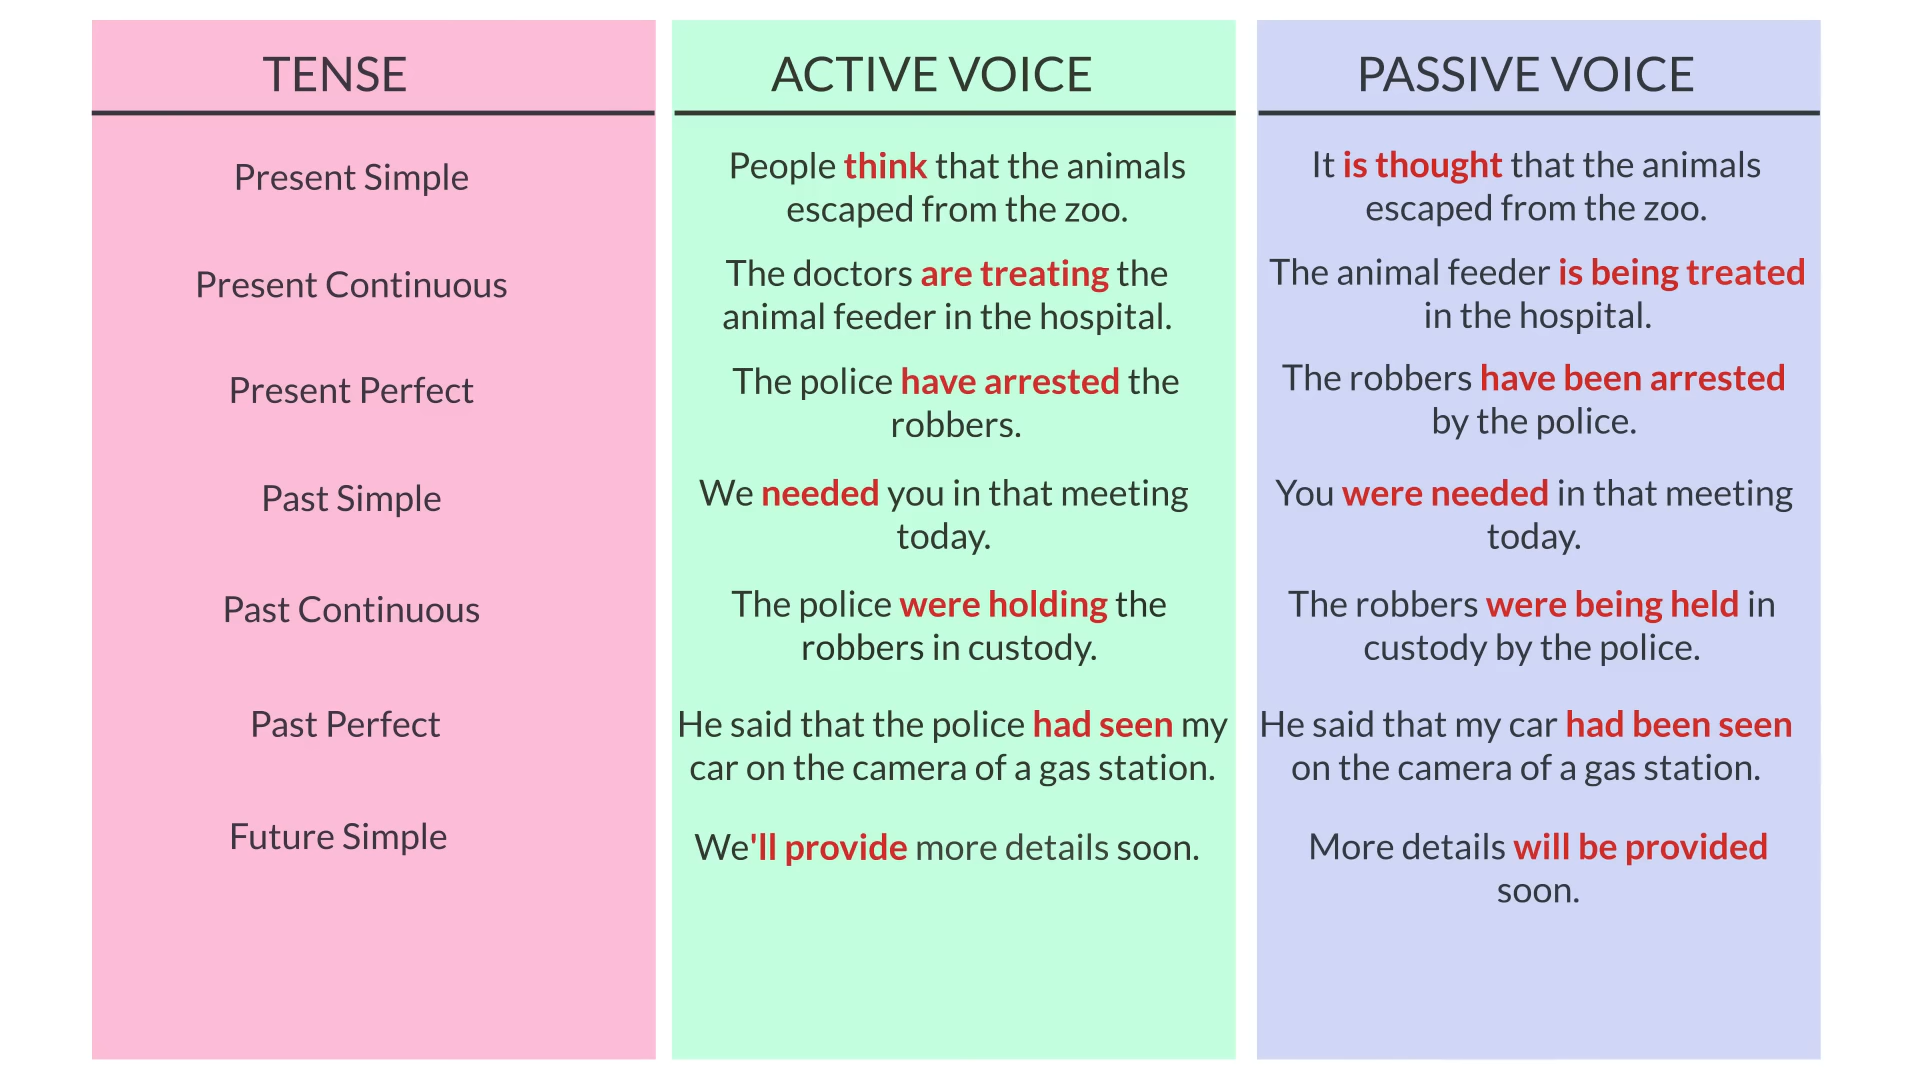 TENSE
ACTIVE VOICE
PASSIVE VOICE
Present Simple
People think that the animals
escaped from the zoo.
It is thought that the animals
escaped from the zoo.
Present Continuous
The doctors are treating the
animal feeder in the hospital.
The animal feeder is being treated
in the hospital.
Present Perfect
The police have arrested the
robbers.
The robbers have been arrested
by the police.
Past Simple
We needed you in that meeting
today.
You were needed in that meeting
today.
Past Continuous
The police were holding the
robbers in custody.
The robbers were being held in
custody by the police.
Past Perfect
He said that the police had seen my
car on the camera of a gas station.
He said that my car had been seen
on the camera of a gas station.
Future Simple
We'll provide more details soon.
More details will be provided
soon.